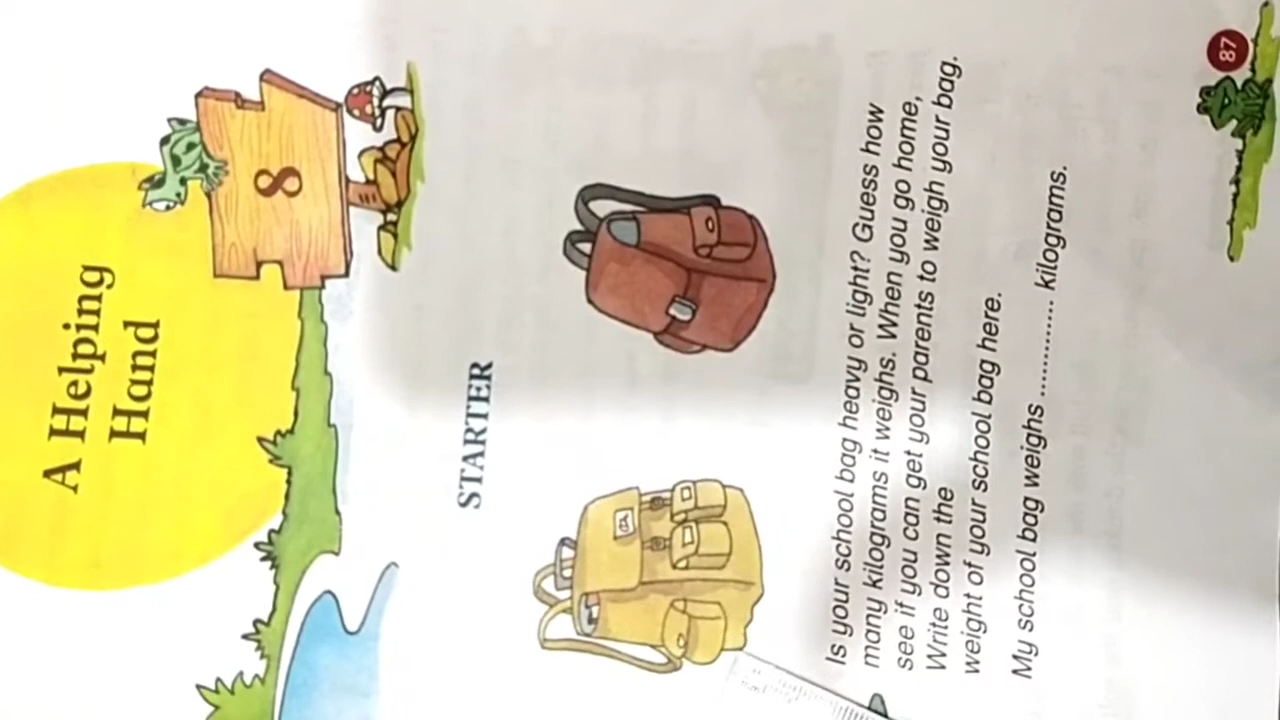 A Helping
Hand
8
STARTER
Is your school bag heavy or light? Guess how
many kilograms it weighs. When you go home,
see if you can get your parents to weigh your bag.
Write down the
weight of your school bag here.
My school bag weighs ............. kilograms.
87